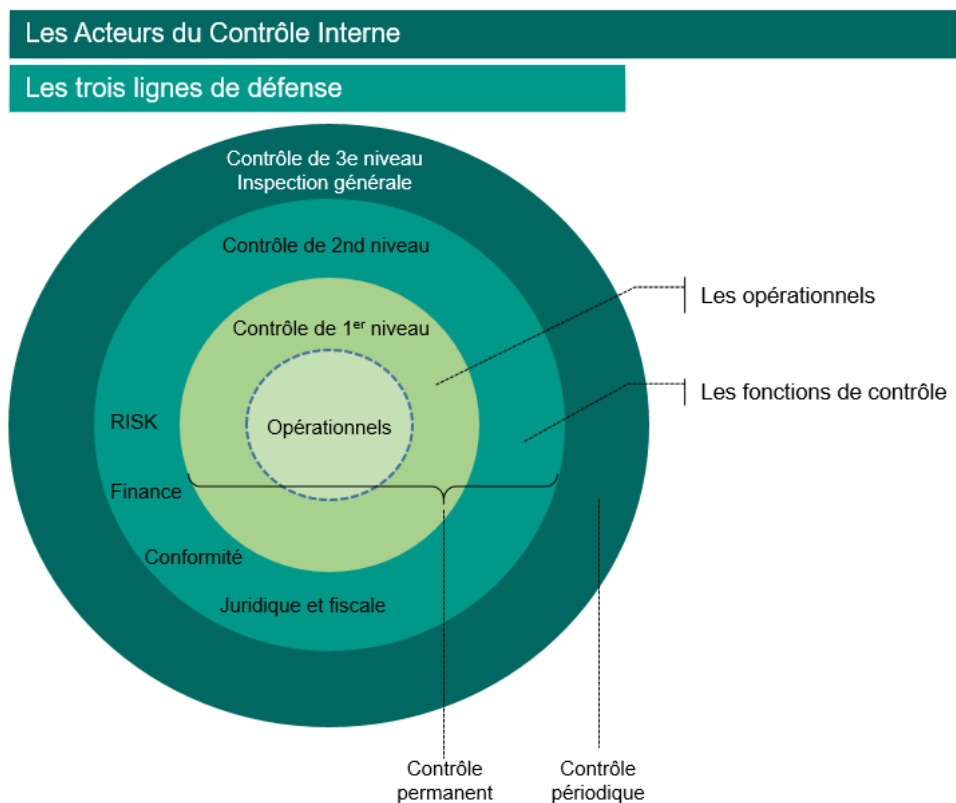 Les Acteurs du Contrôle Interne
Les trois lignes de défense
Contrôle de 3e niveau
Inspection générale
Contrôle de 2nd niveau
Contrôle de 1er niveau
Opérationnels
Les opérationnels
Les fonctions de contrôle
RISK
Finance
Conformité
Juridique et fiscale
Contrôle
permanent
Contrôle
périodique